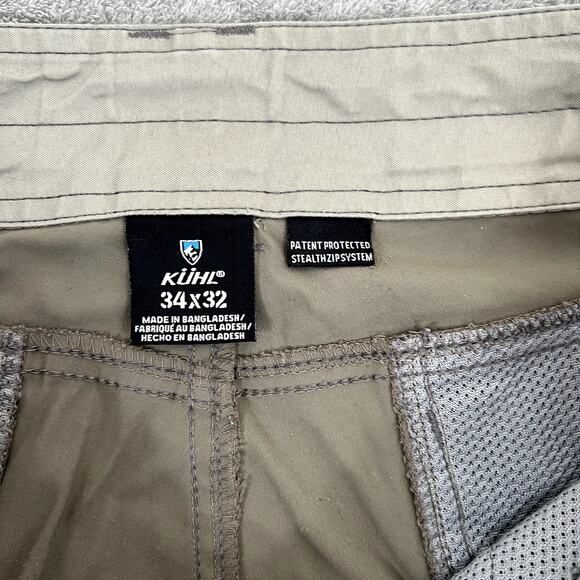 KÜHL®
34x32
MADE IN BANGLADESH/
FABRIQUÉ AU BANGLADESH/
HECHO EN BANGLADESH
PATENT PROTECTED
STEALTHZIPSYSTEM